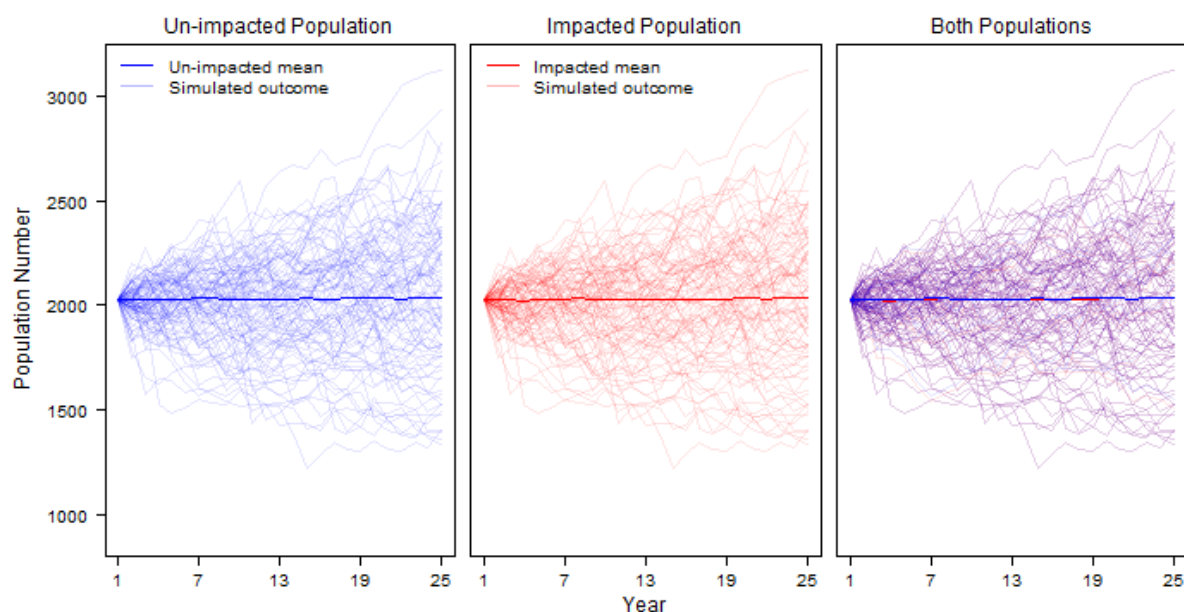 Un-impacted Population
Impacted Population
Both Populations
Un-impacted mean
Simulated outcome
Impacted mean
Simulated outcome
Population Number
3000
2500
2000
1500
1000
1 7 13 19 25
1 7 13 19 25
1 7 13 19 25
Year